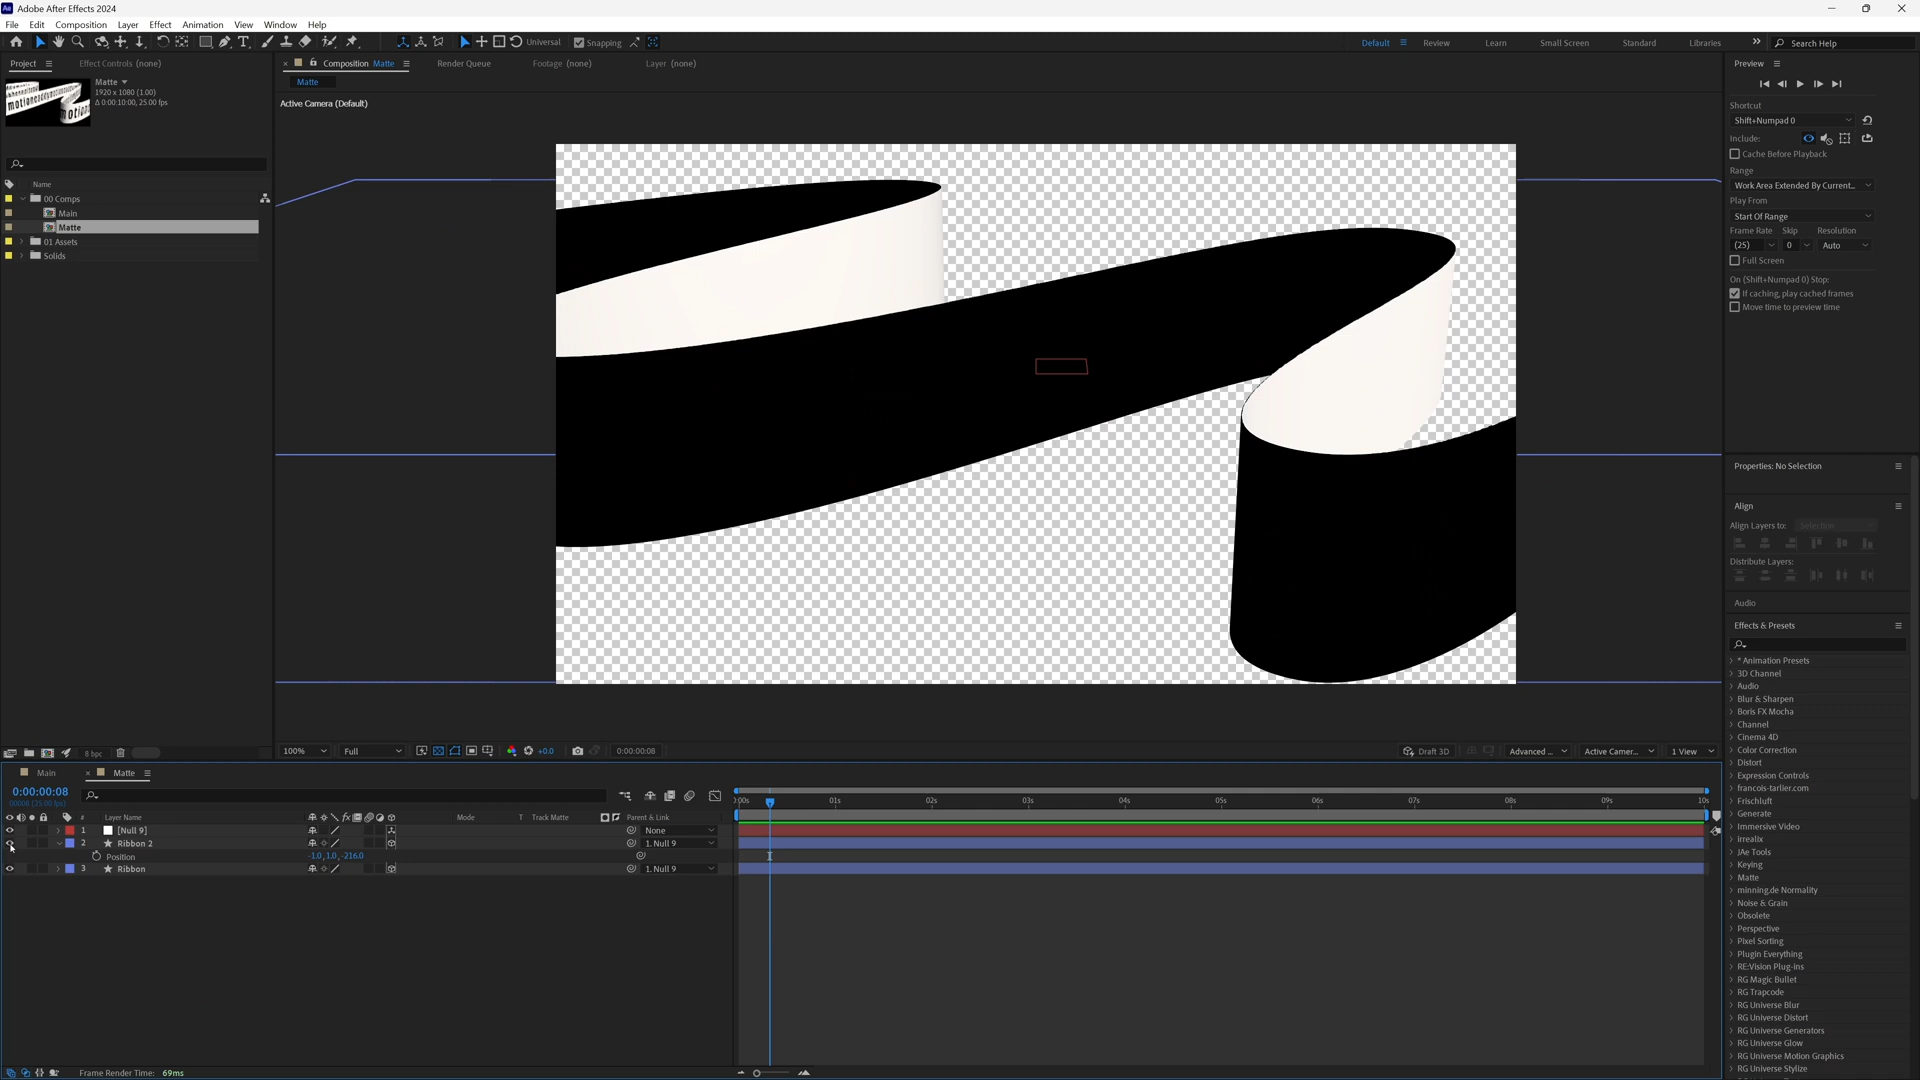 Adobe After Effects 2024
File Edit Composition Layer Effect Animation View Window Help
Universal Snapping Default Review Learn Small Screen Standard Libraries Search Help
Project Effect Controls (none) Composition Matte Render Queue Footage (none) Layer (none) Preview
Matte
1920 x 1080 (1.00)
Δ 0:00:10:00, 25.00 fps
Matte
Active Camera (Default)
Shortcut
Shift+Numpad 0
Include:
Cache Before Playback
Range
Work Area Extended By Current...
Play From
Start Of Range
Frame Rate Skip Resolution
(25) 0 Auto
Full Screen
On (Shift+Numpad 0) Stop:
If caching, play cached frames
Move time to preview time
Name
00 Comps
Main
Matte
01 Assets
Solids
Properties: No Selection
Align
Align Layers to: Selection
Distribute Layers:
Audio
Effects & Presets
* Animation Presets
3D Channel
Audio
Blur & Sharpen
Boris FX Mocha
Channel
Cinema 4D
Color Correction
Distort
Expression Controls
francois-tarlier.com
Frischluft
Generate
Immersive Video
irrealix
JAe Tools
Keying
Matte
minning.de Normality
Noise & Grain
Obsolete
Perspective
Pixel Sorting
Plugin Everything
RE:Vision Plug-ins
RG Magic Bullet
RG Trapcode
RG Universe Blur
RG Universe Distort
RG Universe Generators
RG Universe Glow
RG Universe Motion Graphics
RG Universe Stylize
8 bpc 100% Full +0.0 0:00:00:08 Draft 3D Advanced ... Active Camer... 1 View
Main Matte
0:00:00:08
00008 (25.00 fps)
:00s 01s 02s 03s 04s 05s 06s 07s 08s 09s 10s
# Layer Name Mode T Track Matte Parent & Link
1 [Null 9] None
2 Ribbon 2 1. Null 9
Position -1.0,1.0,-216.0
3 Ribbon 1. Null 9
Frame Render Time: 69ms